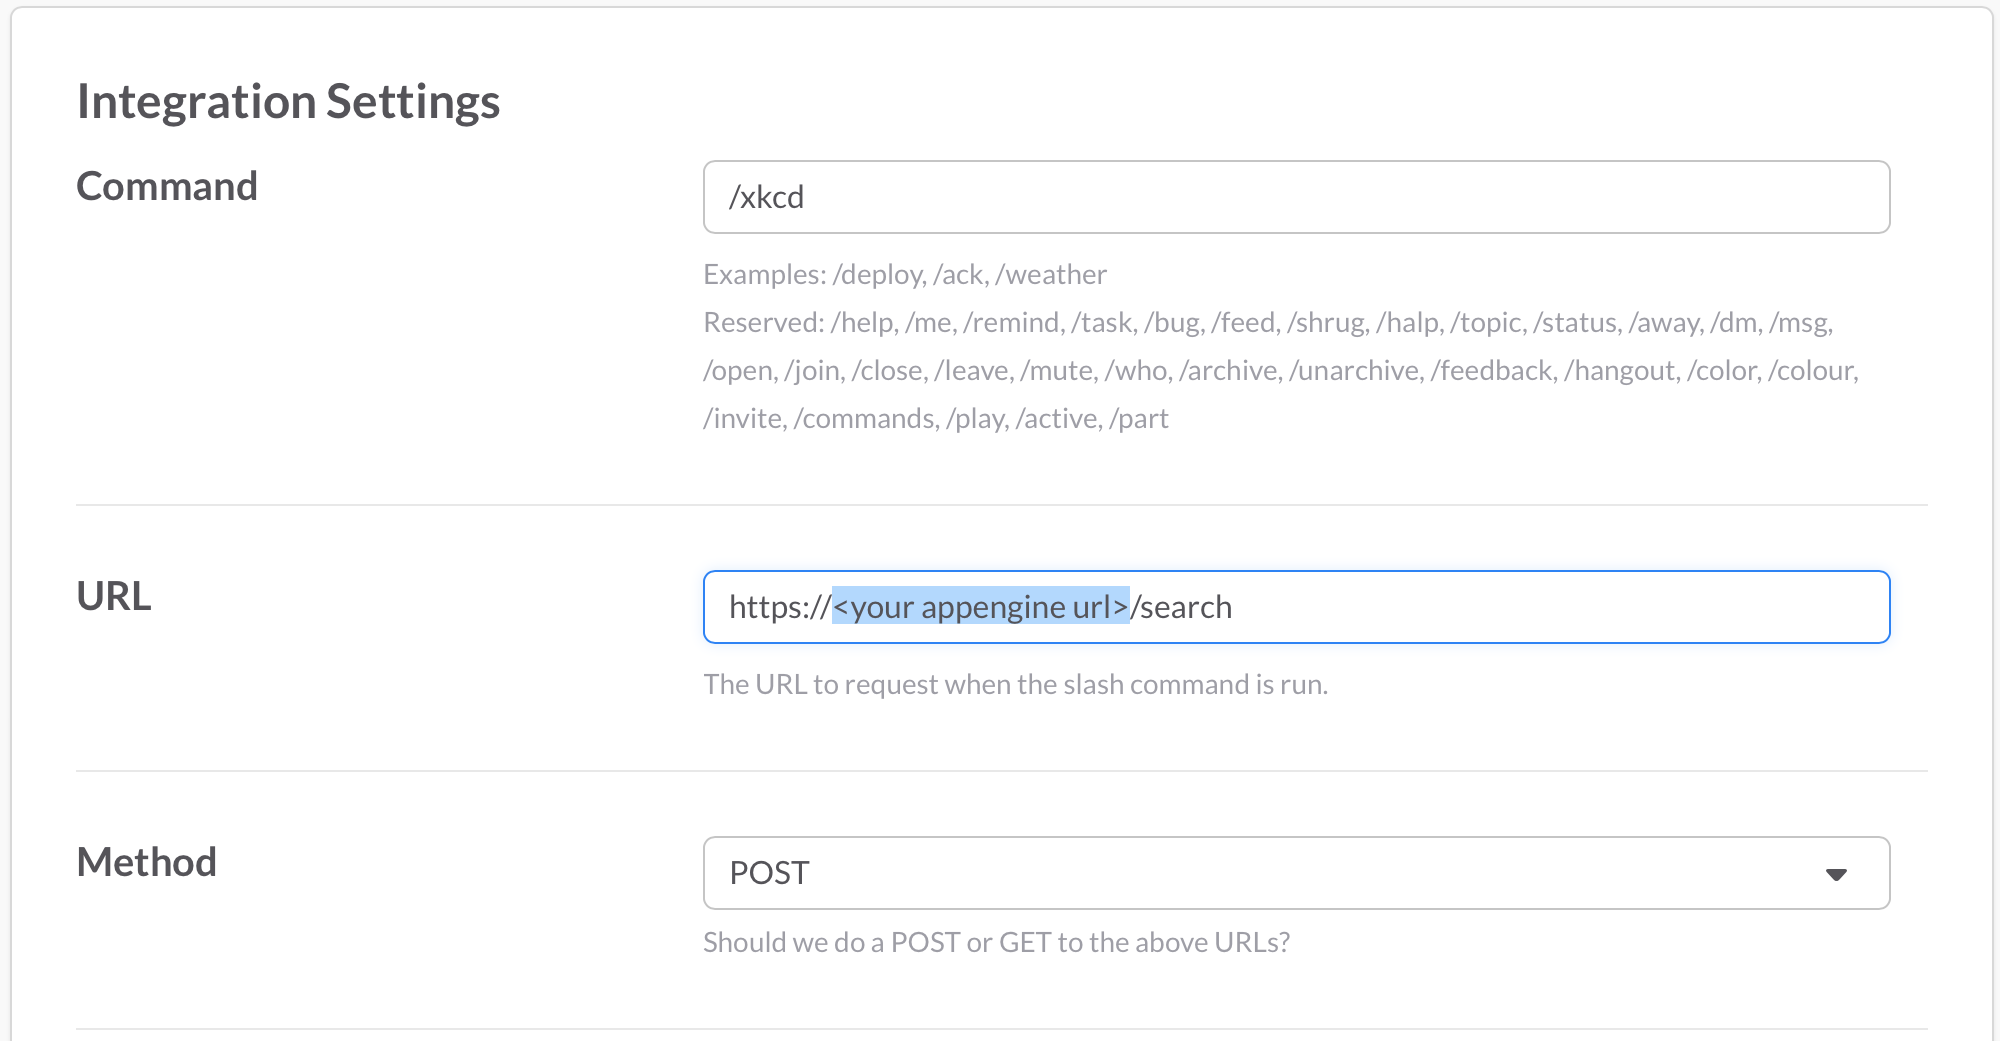 Integration Settings
Command
/xkcd
Examples: /deploy, /ack, /weather
Reserved: /help, /me, /remind, /task, /bug, /feed, /shrug, /halp, /topic, /status, /away, /dm, /msg,
/open, /join, /close, /leave, /mute, /who, /archive, /unarchive, /feedback, /hangout, /color, /colour,
/invite, /commands, /play, /active, /part
URL
https://<your appengine url>/search
The URL to request when the slash command is run.
Method
POST
Should we do a POST or GET to the above URLs?